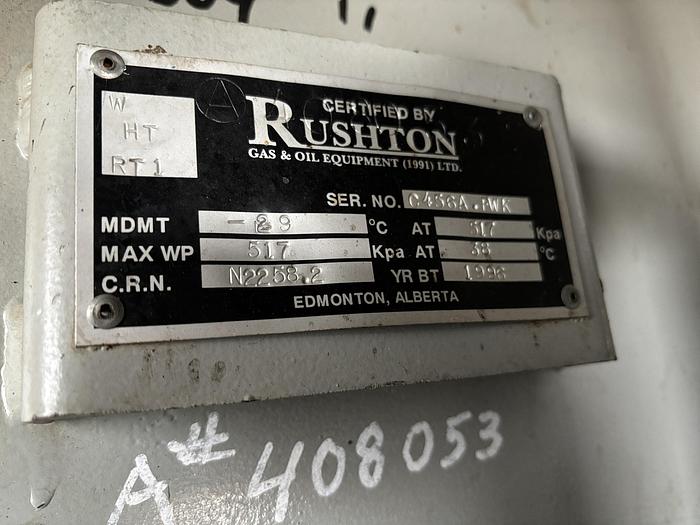 W
HT
RT1
CERTIFIED BY
RUSHTON
GAS & OIL EQUIPMENT (1991) LTD.
SER. NO.
MDMT -29 °C AT 517 Kpa
MAX WP 517 Kpa AT 38 °C
C.R.N. N2258.2 YR BT
EDMONTON, ALBERTA
A# 408053